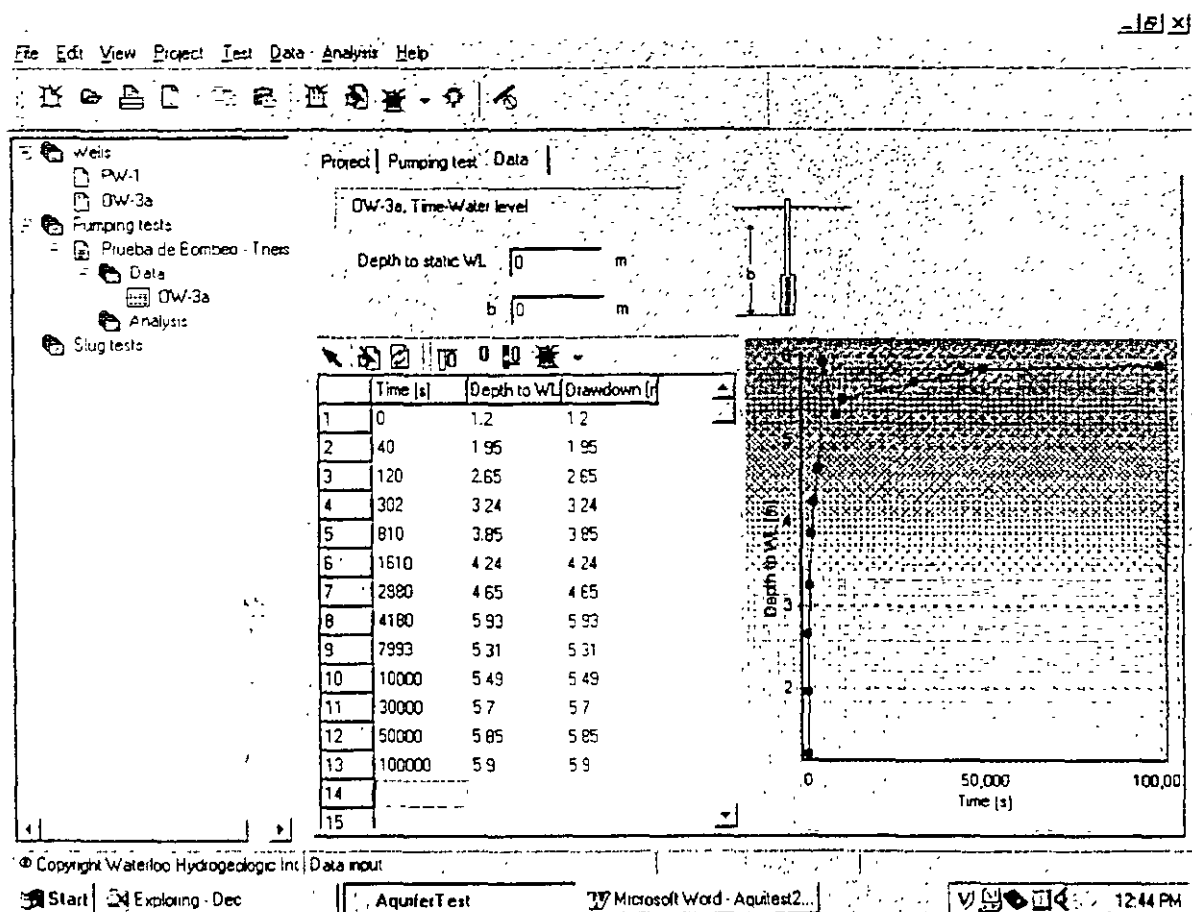 File Edit View Project Test Data Analysis Help
Wells
PW-1
OW-3a
Pumping tests
Prueba de Bombeo - Theis
Data
OW-3a
Analysis
Slug tests
Project Pumping test Data
OW-3a, Time-Water level
Depth to static WL 0 m
b 0 m
b
Time [s] Depth to WL Drawdown [
1 0 1.2 1.2
2 40 1.95 1.95
3 120 2.65 2.65
4 302 3.24 3.24
5 810 3.85 3.85
6 1610 4.24 4.24
7 2980 4.65 4.65
8 4180 5.93 5.93
9 7993 5.31 5.31
10 10000 5.49 5.49
11 30000 5.7 5.7
12 50000 5.85 5.85
13 100000 5.9 5.9
14
15
Depth to WL [m]
6
5
4
3
2
0 50,000 100,00
Time [s]
© Copyright Waterloo Hydrogeologic Inc Data input
Start Exploring - Dec AquiferTest Microsoft Word - Aquitest2... 12:44 PM